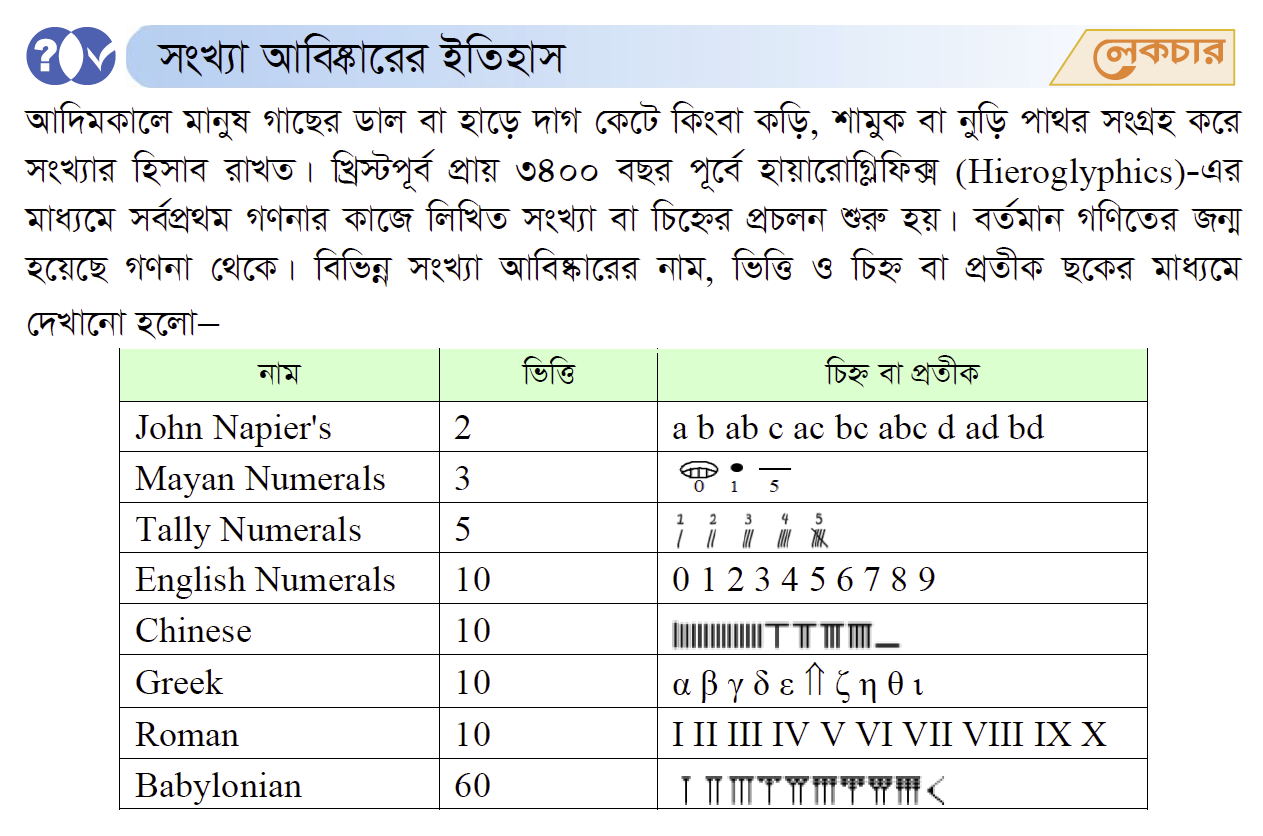 সংখ্যা আবিষ্কারের ইতিহাস
লেকচার
আদিমকালে মানুষ গাছের ডাল বা হাড়ে দাগ কেটে কিংবা কড়ি, শামুক বা নুড়ি পাথর সংগ্রহ করে
সংখ্যার হিসাব রাখত। খ্রিস্টপূর্ব প্রায় ৩৪০০ বছর পূর্বে হায়ারোগ্লিফিক্স (Hieroglyphics)-এর
মাধ্যমে সর্বপ্রথম গণনার কাজে লিখিত সংখ্যা বা চিহ্নের প্রচলন শুরু হয়। বর্তমান গণিতের জন্ম
হয়েছে গণনা থেকে। বিভিন্ন সংখ্যা আবিষ্কারের নাম, ভিত্তি ও চিহ্ন বা প্রতীক ছকের মাধ্যমে
দেখানো হলো–
নাম ভিত্তি চিহ্ন বা প্রতীক
John Napier's 2 a b ab c ac bc abc d ad bd
Mayan Numerals 3 0 1 5
Tally Numerals 5 1 2 3 4 5
English Numerals 10 0 1 2 3 4 5 6 7 8 9
Chinese 10
Greek 10 α β γ δ ε ⇑ ζ η θ ι
Roman 10 I II III IV V VI VII VIII IX X
Babylonian 60